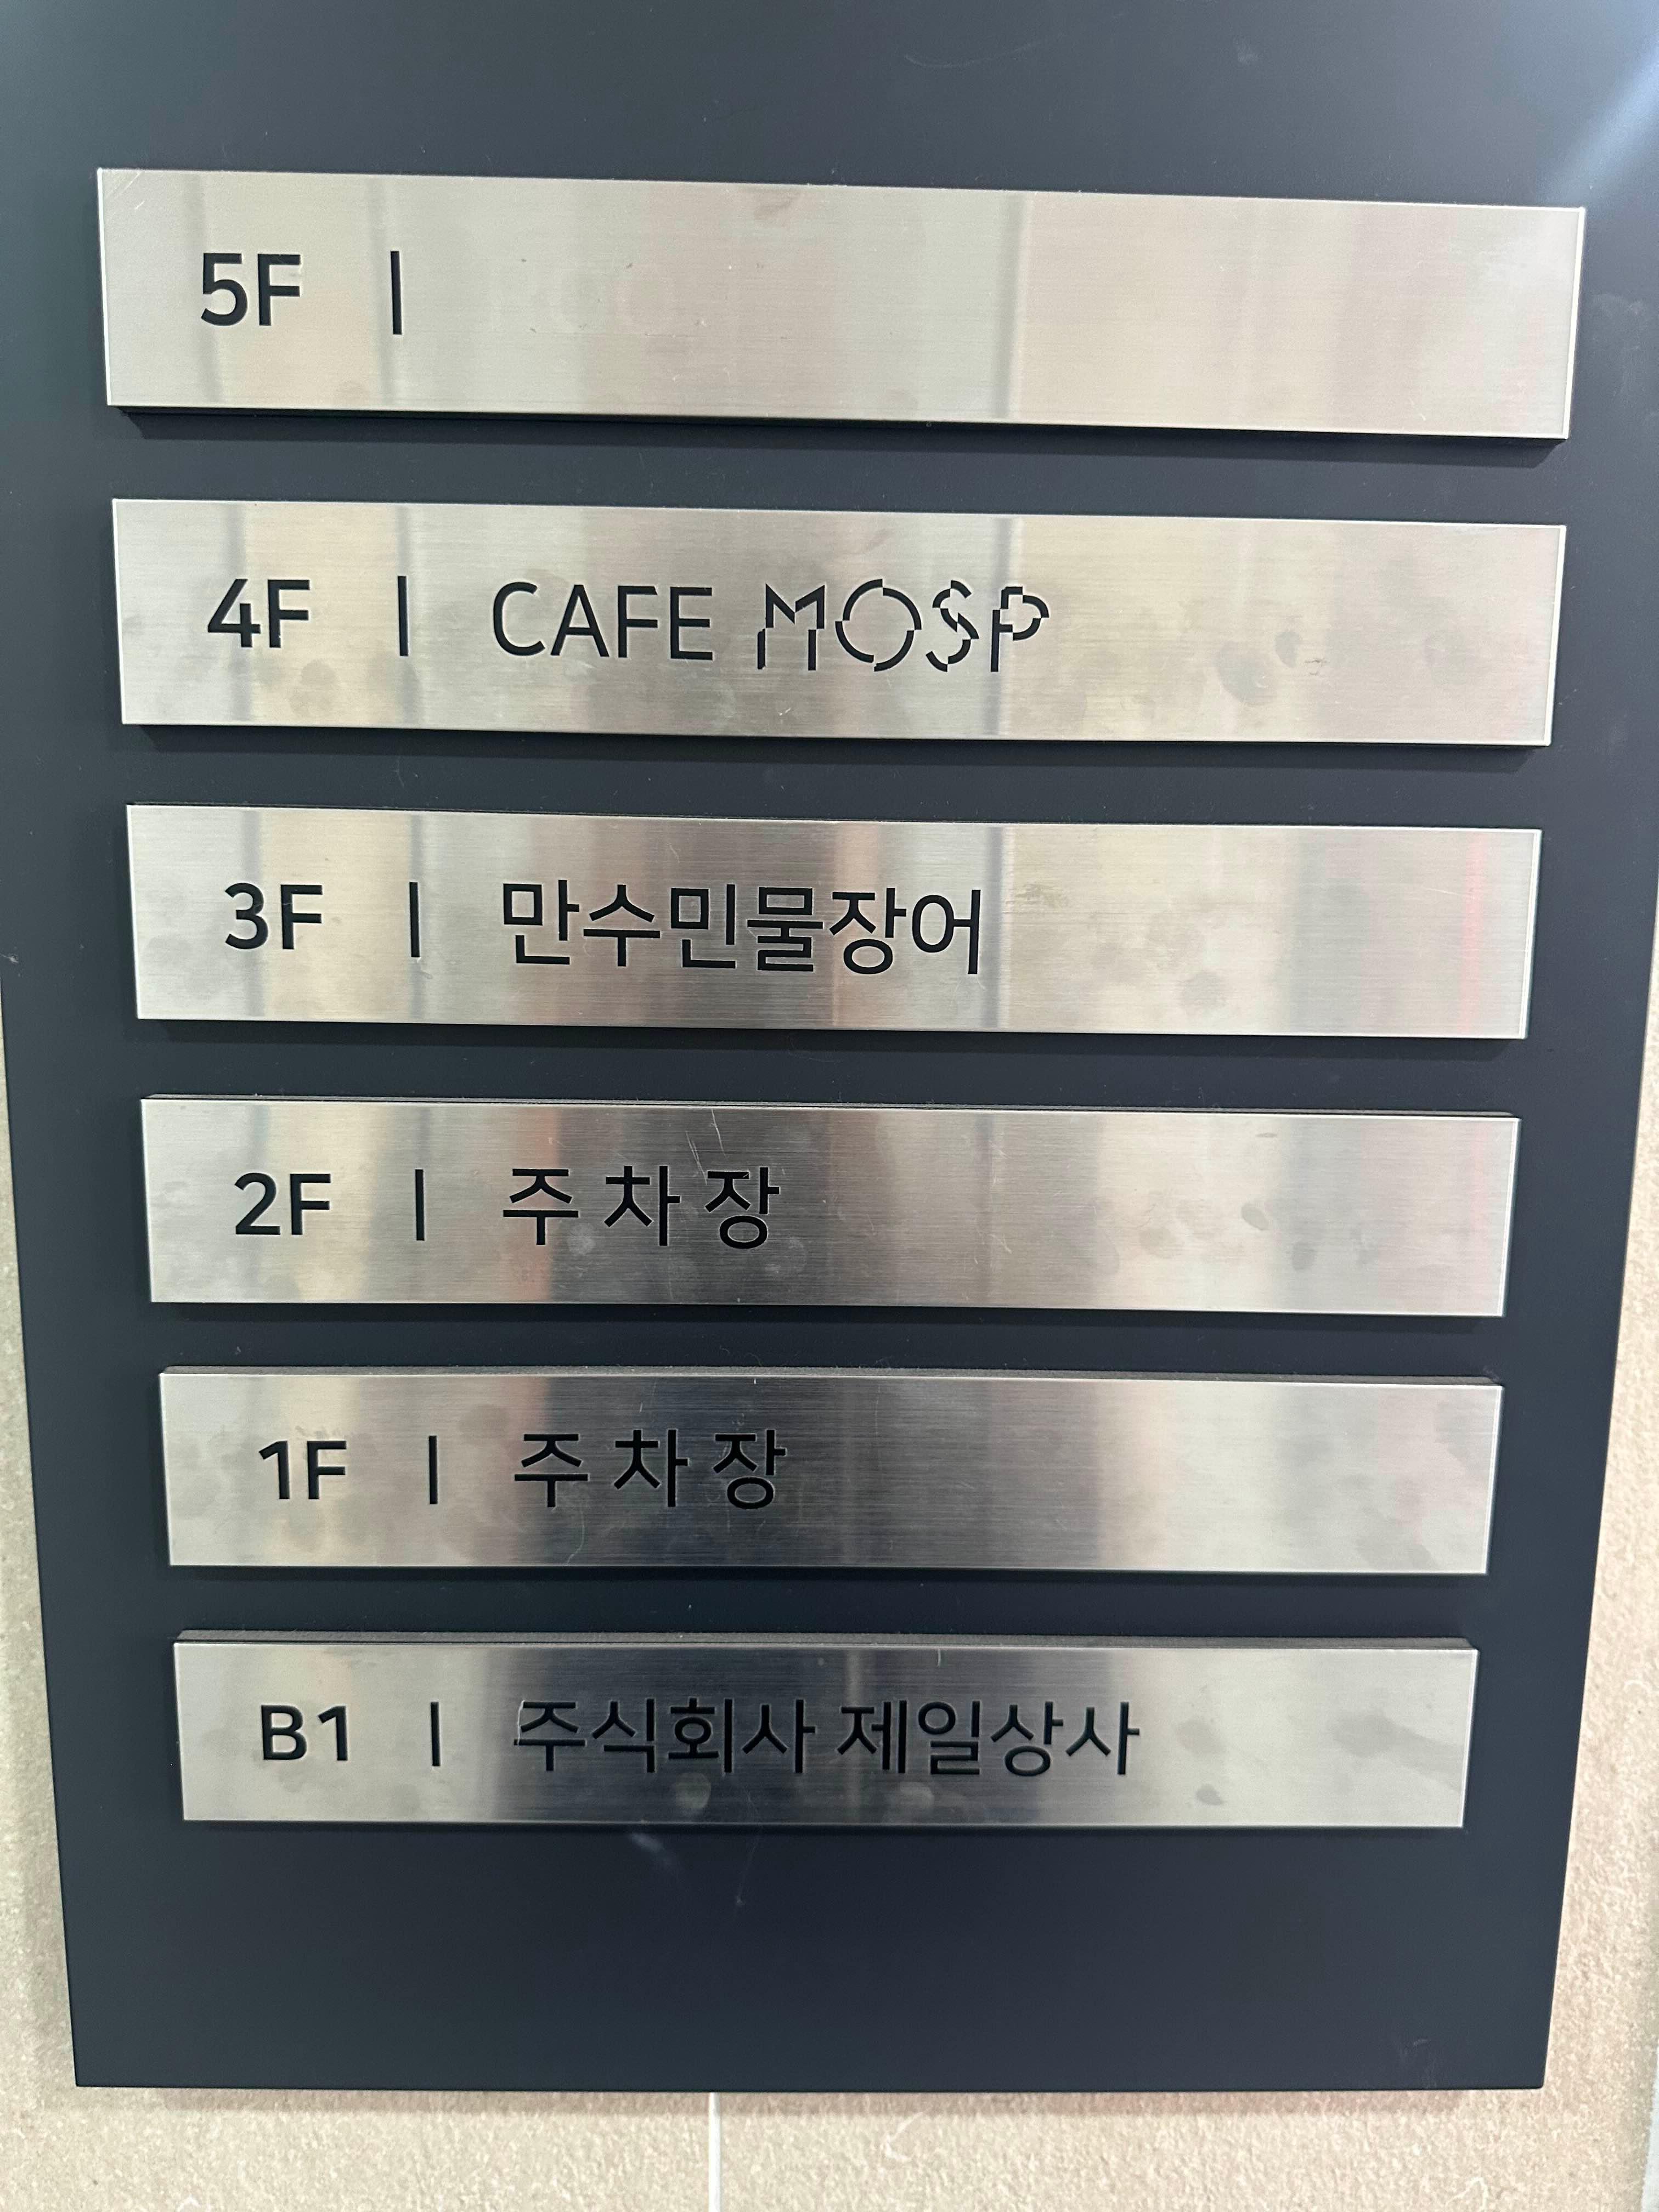 5F |
4F | CAFE MOSP
3F | 만수민물장어
2F | 주차장
1F | 주차장
B1 | 주식회사 제일상사